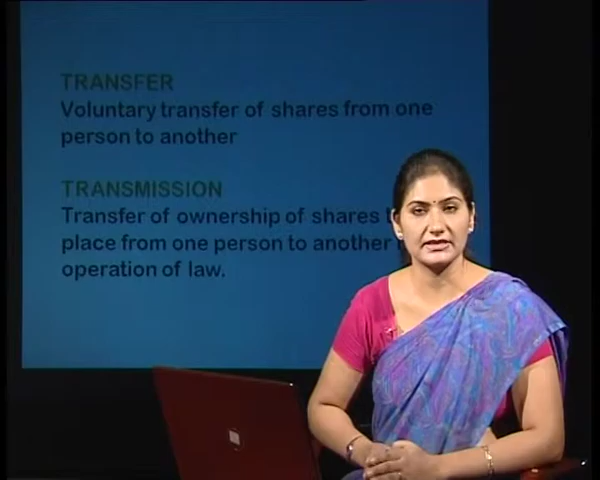 TRANSFER
Voluntary transfer of shares from one
person to another
TRANSMISSION
Transfer of ownership of shares
place from one person to another
operation of law.